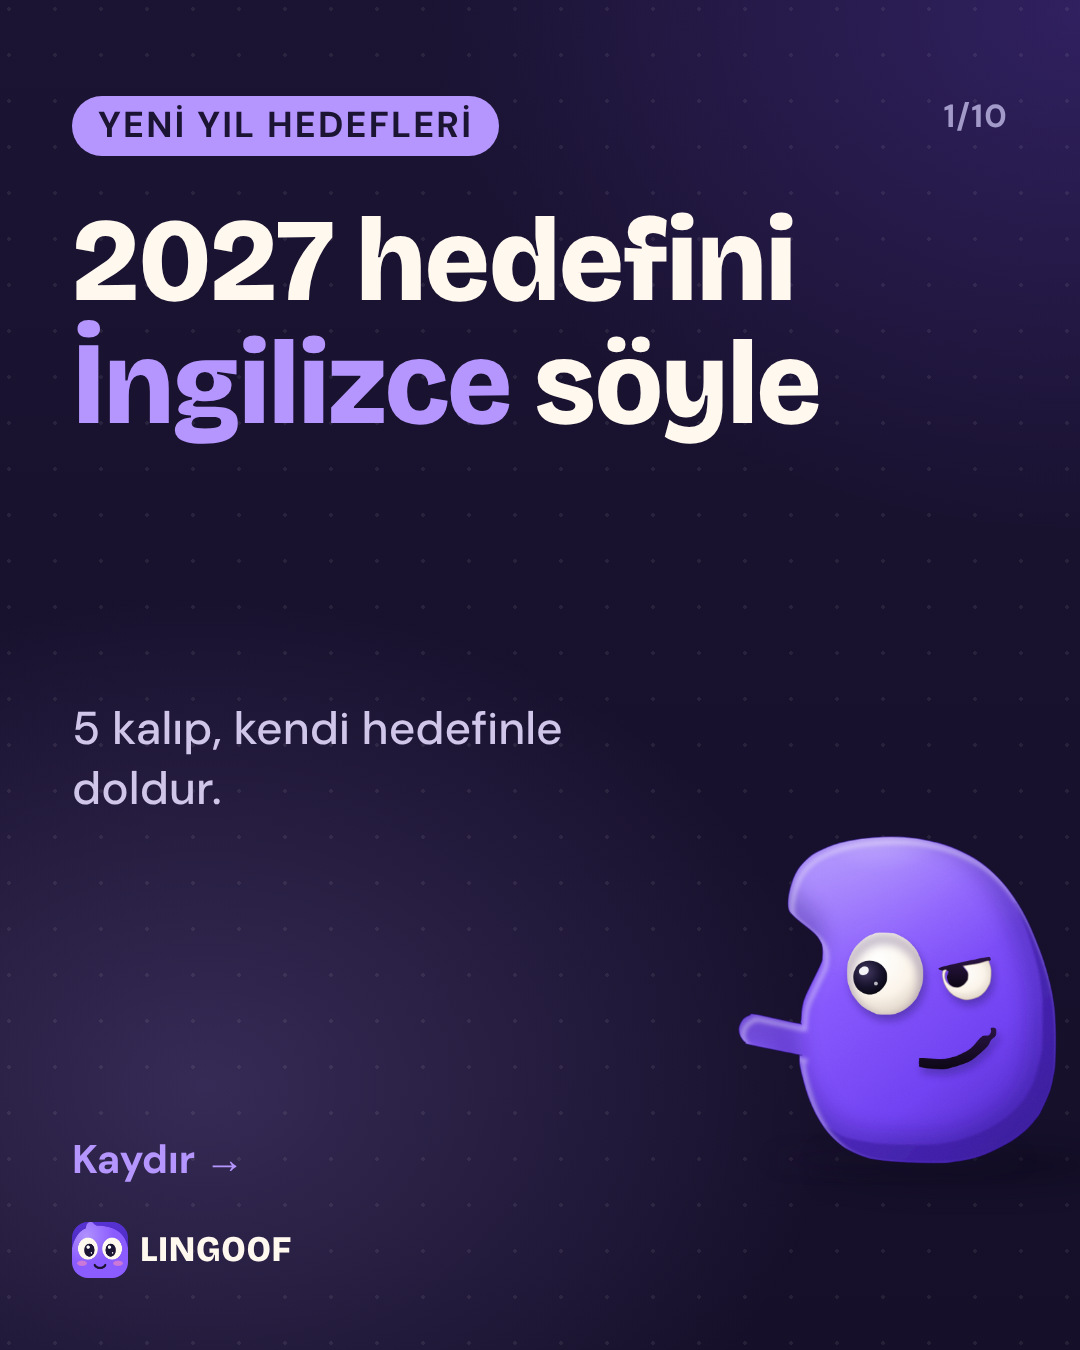 YENİ YIL HEDEFLERİ
1/10
2027 hedefini
İngilizce söyle
5 kalıp, kendi hedefinle
doldur.
Kaydır →
LINGOOF